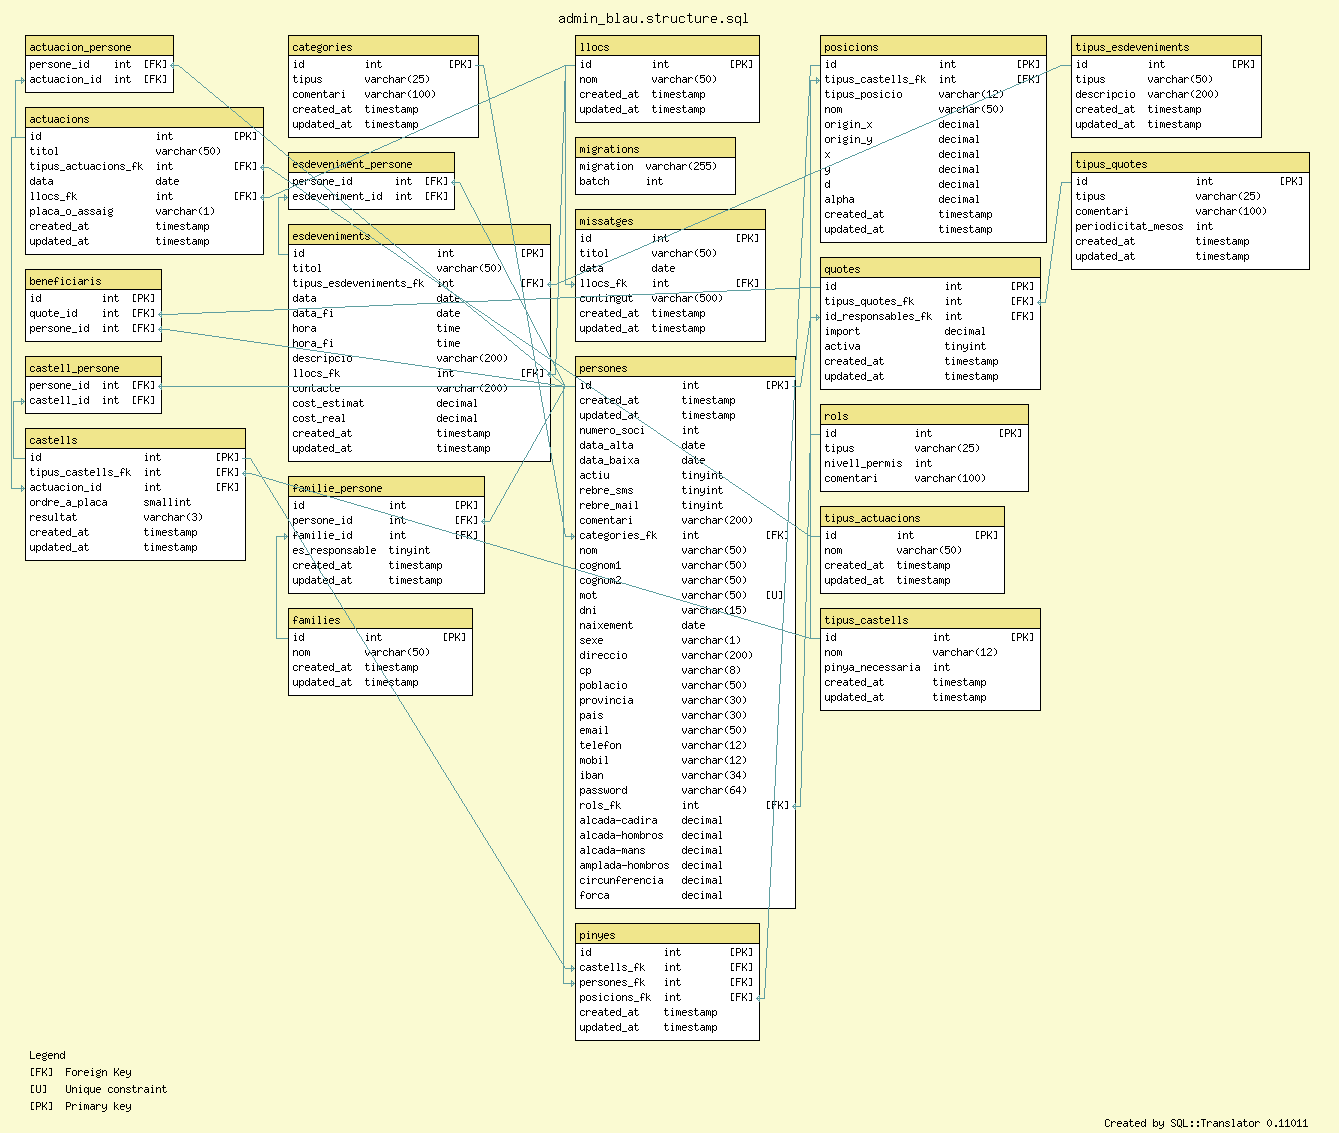 admin_blau.structure.sql
actuacion_persone
persone_id int [FK]
actuacion_id int [FK]
actuacions
id int [PK]
titol varchar(50)
tipus_actuacions_fk int [FK]
data date
llocs_fk int [FK]
placa_o_assaig varchar(1)
created_at timestamp
updated_at timestamp
beneficiaris
id int [PK]
quote_id int [FK]
persone_id int [FK]
castell_persone
persone_id int [FK]
castell_id int [FK]
castells
id int [PK]
tipus_castells_fk int [FK]
actuacion_id int [FK]
ordre_a_placa smallint
resultat varchar(3)
created_at timestamp
updated_at timestamp
categories
id int [PK]
tipus varchar(25)
comentari varchar(100)
created_at timestamp
updated_at timestamp
esdeveniment_persone
persone_id int [FK]
esdeveniment_id int [FK]
esdeveniments
id int [PK]
titol varchar(50)
tipus_esdeveniments_fk int [FK]
data date
data_fi date
hora time
hora_fi time
descripcio varchar(200)
llocs_fk int [FK]
contacte varchar(200)
cost_estimat decimal
cost_real decimal
created_at timestamp
updated_at timestamp
familie_persone
id int [PK]
persone_id int [FK]
familie_id int [FK]
es_responsable tinyint
created_at timestamp
updated_at timestamp
families
id int [PK]
nom varchar(50)
created_at timestamp
updated_at timestamp
llocs
id int [PK]
nom varchar(50)
created_at timestamp
updated_at timestamp
migrations
migration varchar(255)
batch int
missatges
id int [PK]
titol varchar(50)
data date
llocs_fk int [FK]
contingut varchar(500)
created_at timestamp
updated_at timestamp
persones
id int [PK]
created_at timestamp
updated_at timestamp
numero_soci int
data_alta date
data_baixa date
actiu tinyint
rebre_sms tinyint
rebre_mail tinyint
comentari varchar(200)
categories_fk int [FK]
nom varchar(50)
cognom1 varchar(50)
cognom2 varchar(50)
mot varchar(50) [U]
dni varchar(15)
naixement date
sexe varchar(1)
direccio varchar(200)
cp varchar(8)
poblacio varchar(50)
provincia varchar(30)
pais varchar(30)
email varchar(50)
telefon varchar(12)
mobil varchar(12)
iban varchar(34)
password varchar(64)
rols_fk int [FK]
alcada-cadira decimal
alcada-hombros decimal
alcada-mans decimal
amplada-hombros decimal
circunferencia decimal
forca decimal
pinyes
id int [PK]
castells_fk int [FK]
persones_fk int [FK]
posicions_fk int [FK]
created_at timestamp
updated_at timestamp
posicions
id int [PK]
tipus_castells_fk int [FK]
tipus_posicio varchar(12)
nom varchar(50)
origin_x decimal
origin_y decimal
x decimal
y decimal
d decimal
alpha decimal
created_at timestamp
updated_at timestamp
quotes
id int [PK]
tipus_quotes_fk int [FK]
id_responsables_fk int [FK]
import decimal
activa tinyint
created_at timestamp
updated_at timestamp
rols
id int [PK]
tipus varchar(25)
nivell_permis int
comentari varchar(100)
tipus_actuacions
id int [PK]
nom varchar(50)
created_at timestamp
updated_at timestamp
tipus_castells
id int [PK]
nom varchar(12)
pinya_necessaria int
created_at timestamp
updated_at timestamp
tipus_esdeveniments
id int [PK]
tipus varchar(50)
descripcio varchar(200)
created_at timestamp
updated_at timestamp
tipus_quotes
id int [PK]
tipus varchar(25)
comentari varchar(100)
periodicitat_mesos int
created_at timestamp
updated_at timestamp
Legend
[FK] Foreign Key
[U] Unique constraint
[PK] Primary key
Created by SQL::Translator 0.11011